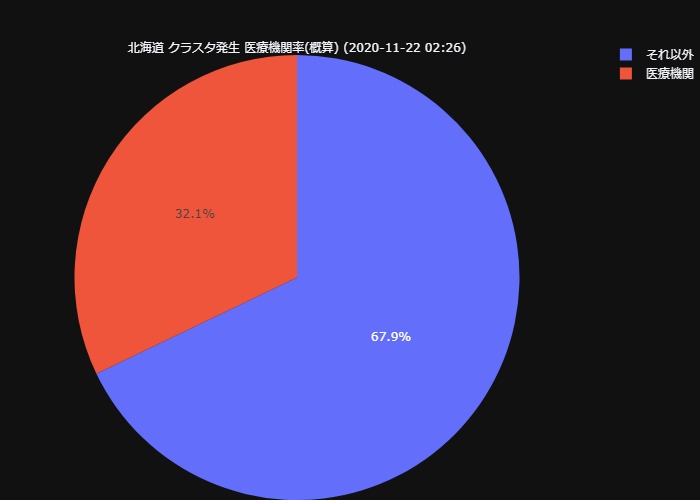 北海道 クラスタ発生 医療機関率(概算) (2020-11-22 02:26)
それ以外
医療機関
32.1%
67.9%